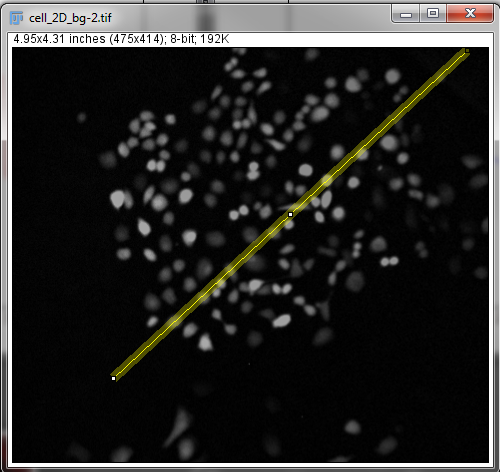 cell_2D_bg-2.tif
4.95x4.31 inches (475x414); 8-bit; 192K